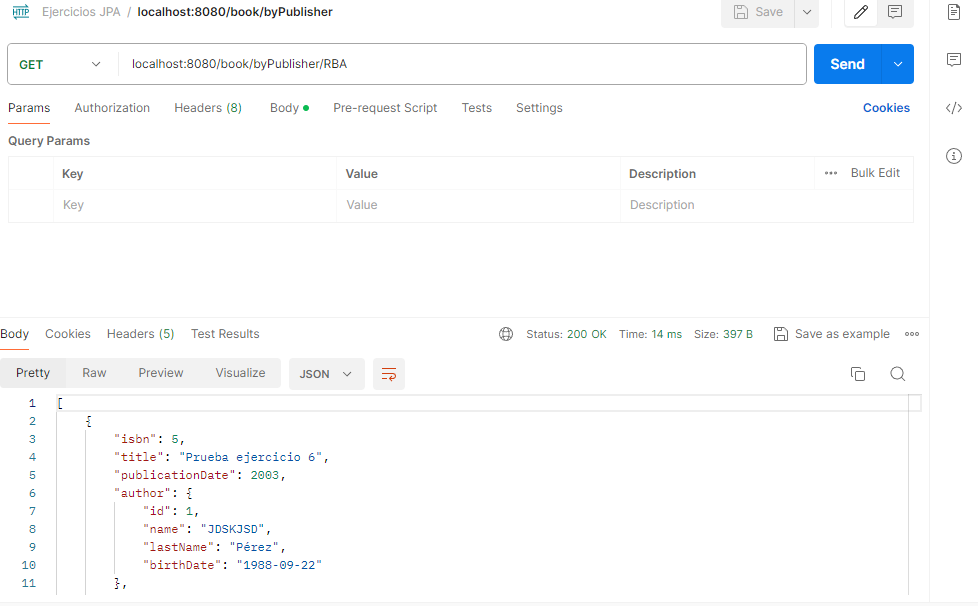 HTTP Ejercicios JPA / localhost:8080/book/byPublisher Save
GET localhost:8080/book/byPublisher/RBA Send
Params Authorization Headers (8) Body Pre-request Script Tests Settings Cookies
Query Params
Key Value Description Bulk Edit
Key Value Description
Body Cookies Headers (5) Test Results Status: 200 OK Time: 14 ms Size: 397 B Save as example
Pretty Raw Preview Visualize JSON
1 [
2 {
3 "isbn": 5,
4 "title": "Prueba ejercicio 6",
5 "publicationDate": 2003,
6 "author": {
7 "id": 1,
8 "name": "JDSKJSD",
9 "lastName": "Pérez",
10 "birthDate": "1988-09-22"
11 },